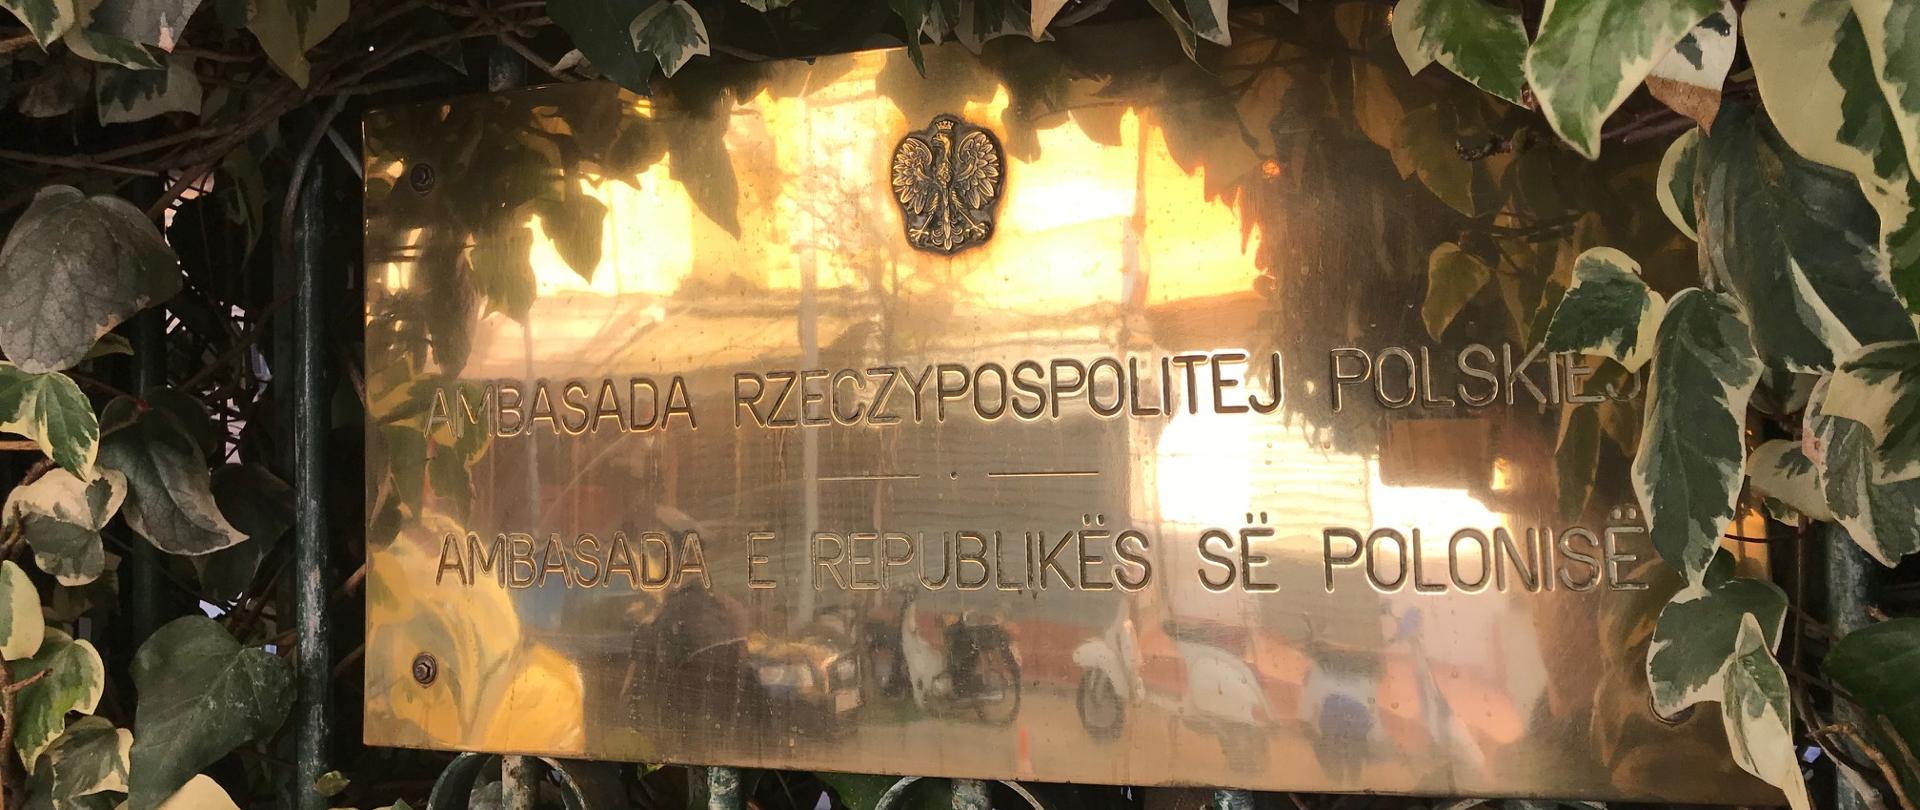 AMBASADA RZECZYPOSPOLITEJ POLSKIEJ
AMBASADA E REPUBLIKËS SË POLONISË